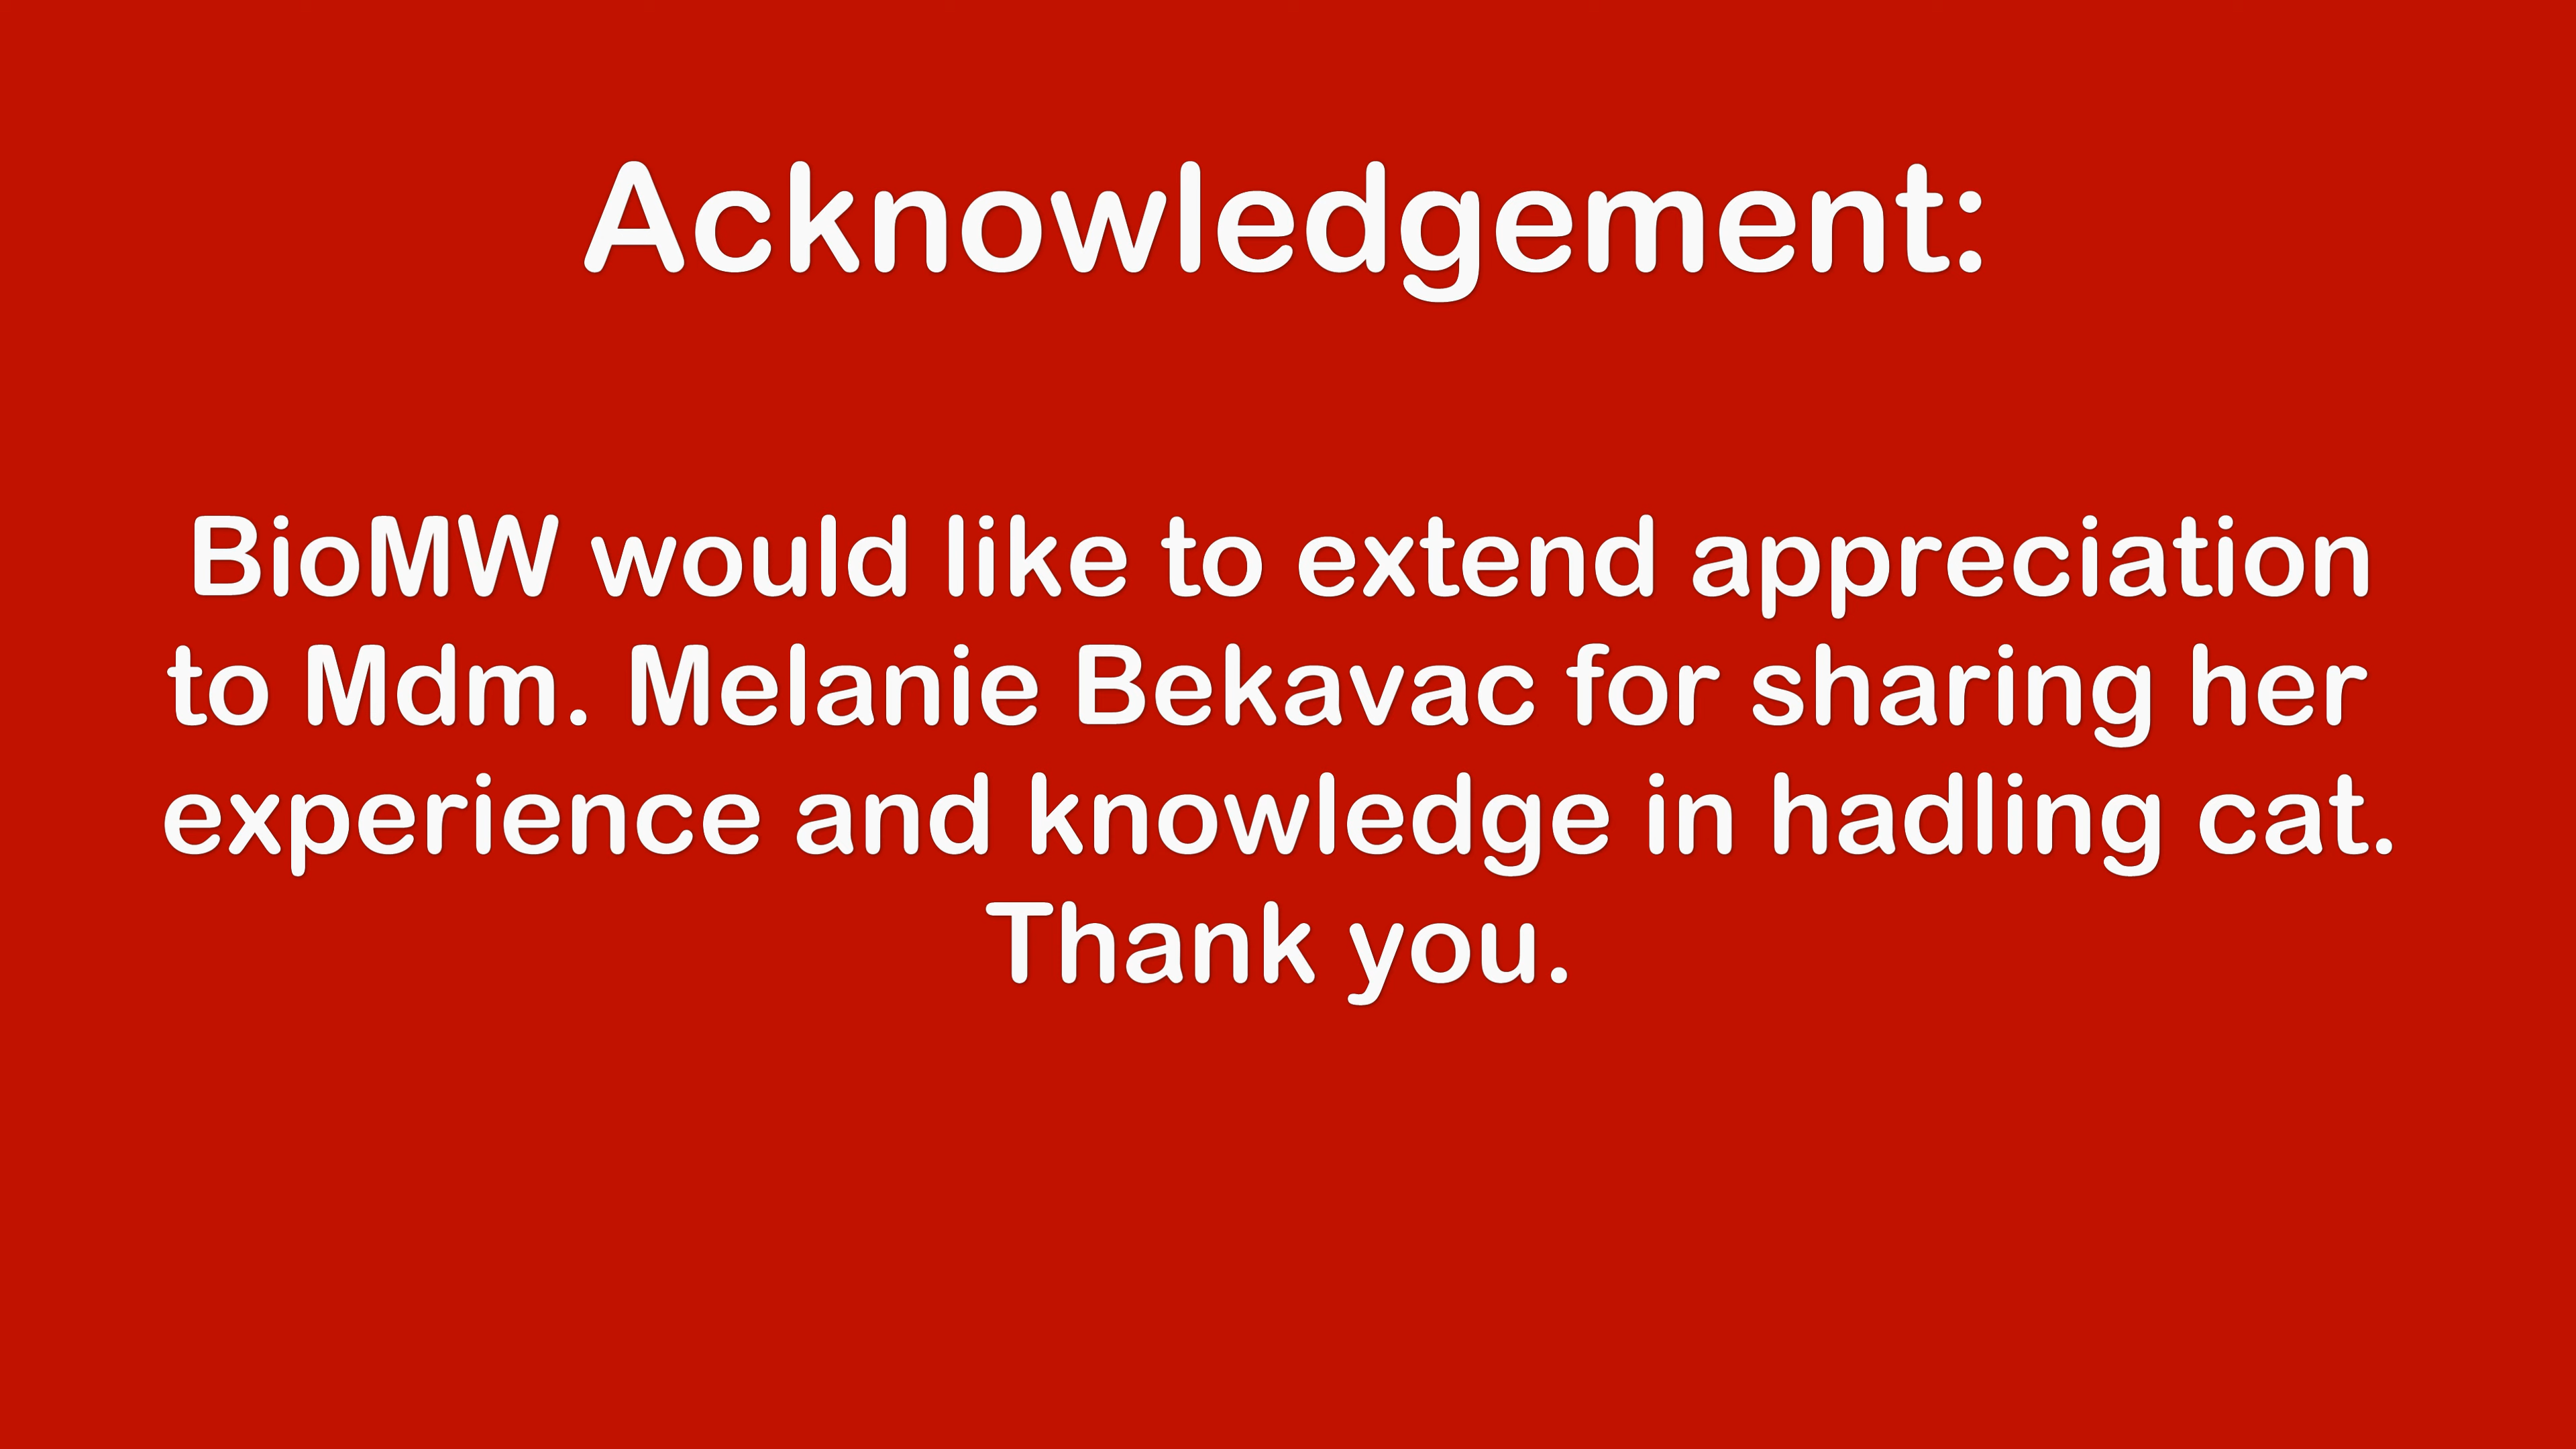 Acknowledgement:
BioMW would like to extend appreciation
to Mdm. Melanie Bekavac for sharing her
experience and knowledge in hadling cat.
Thank you.